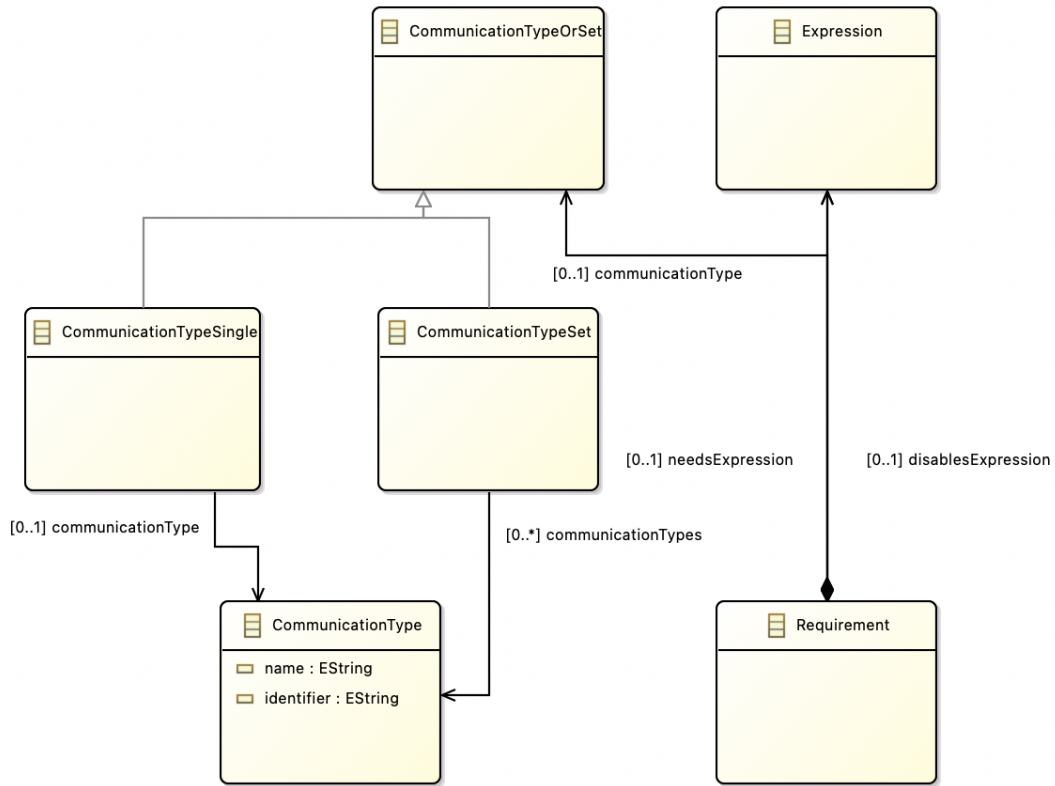 CommunicationTypeOrSet
Expression
[0..1] communicationType
CommunicationTypeSingle
CommunicationTypeSet
[0..1] needsExpression
[0..1] disablesExpression
[0..1] communicationType
[0..*] communicationTypes
CommunicationType
name : EString
identifier : EString
Requirement